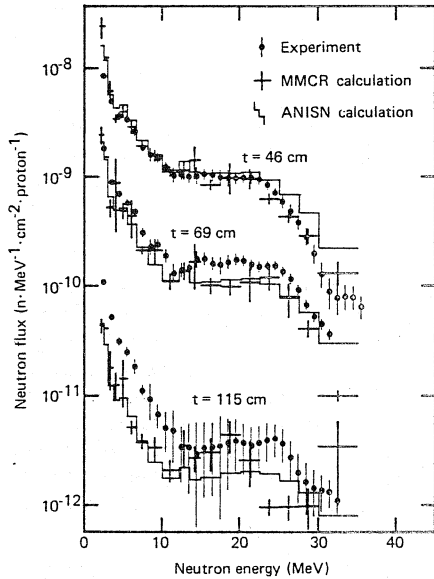 10⁻⁸
Experiment
MMCR calculation
ANISN calculation
t = 46 cm
10⁻⁹
t = 69 cm
10⁻¹⁰
Neutron flux (n·MeV⁻¹·cm⁻²·proton⁻¹)
10⁻¹¹
t = 115 cm
10⁻¹²
0 10 20 30 40
Neutron energy (MeV)